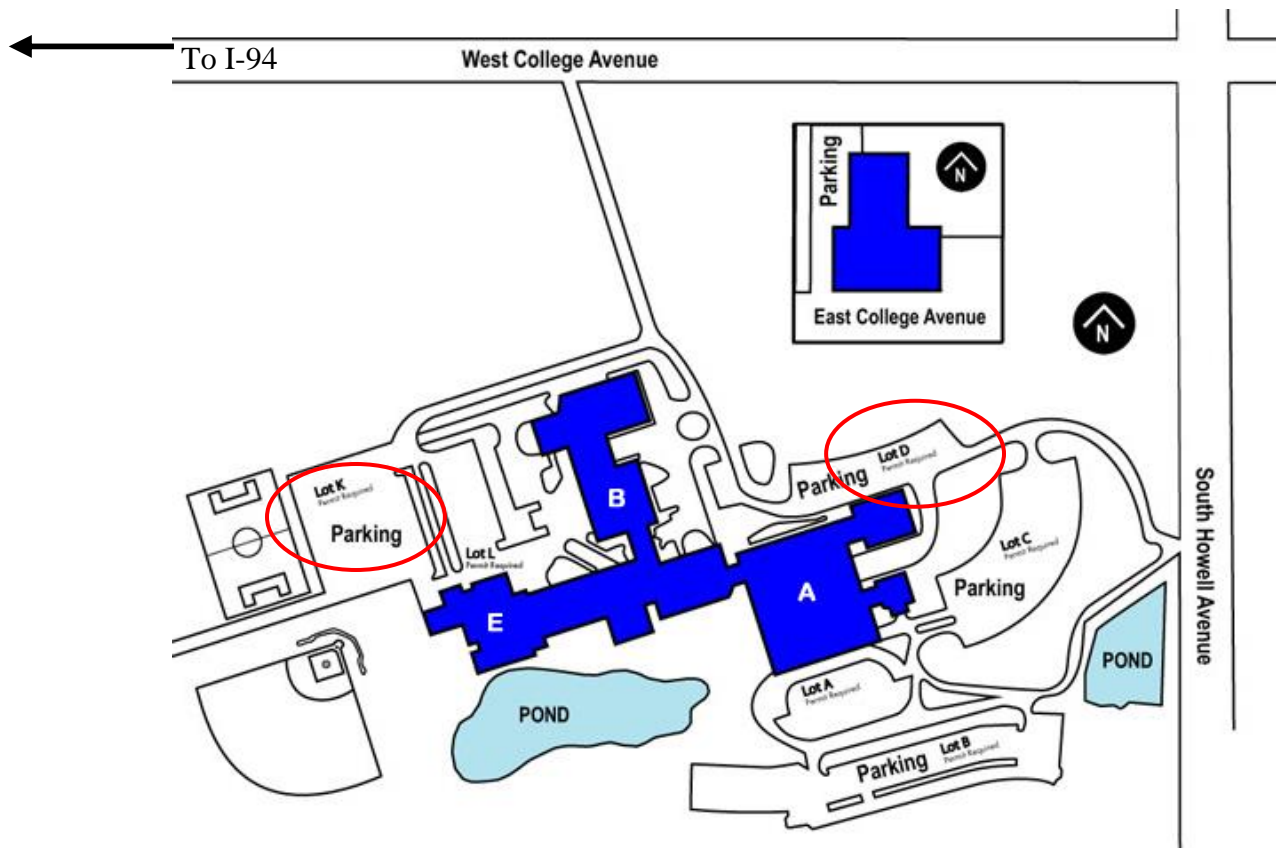 To I-94
West College Avenue
Parking
N
East College Avenue
N
South Howell Avenue
Lot D
Permit Required
Parking
Lot K
Permit Required
Parking
B
Lot L
Permit Required
Lot C
Permit Required
Parking
A
E
POND
POND
Lot A
Permit Required
Lot B
Permit Required
Parking